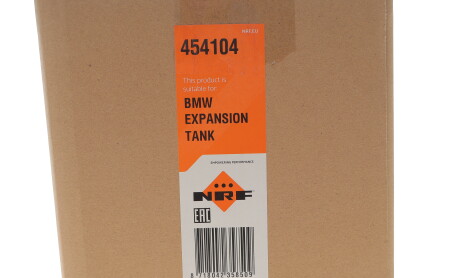 454104
This product is
suitable for
BMW
EXPANSION
TANK
NRF
EAC